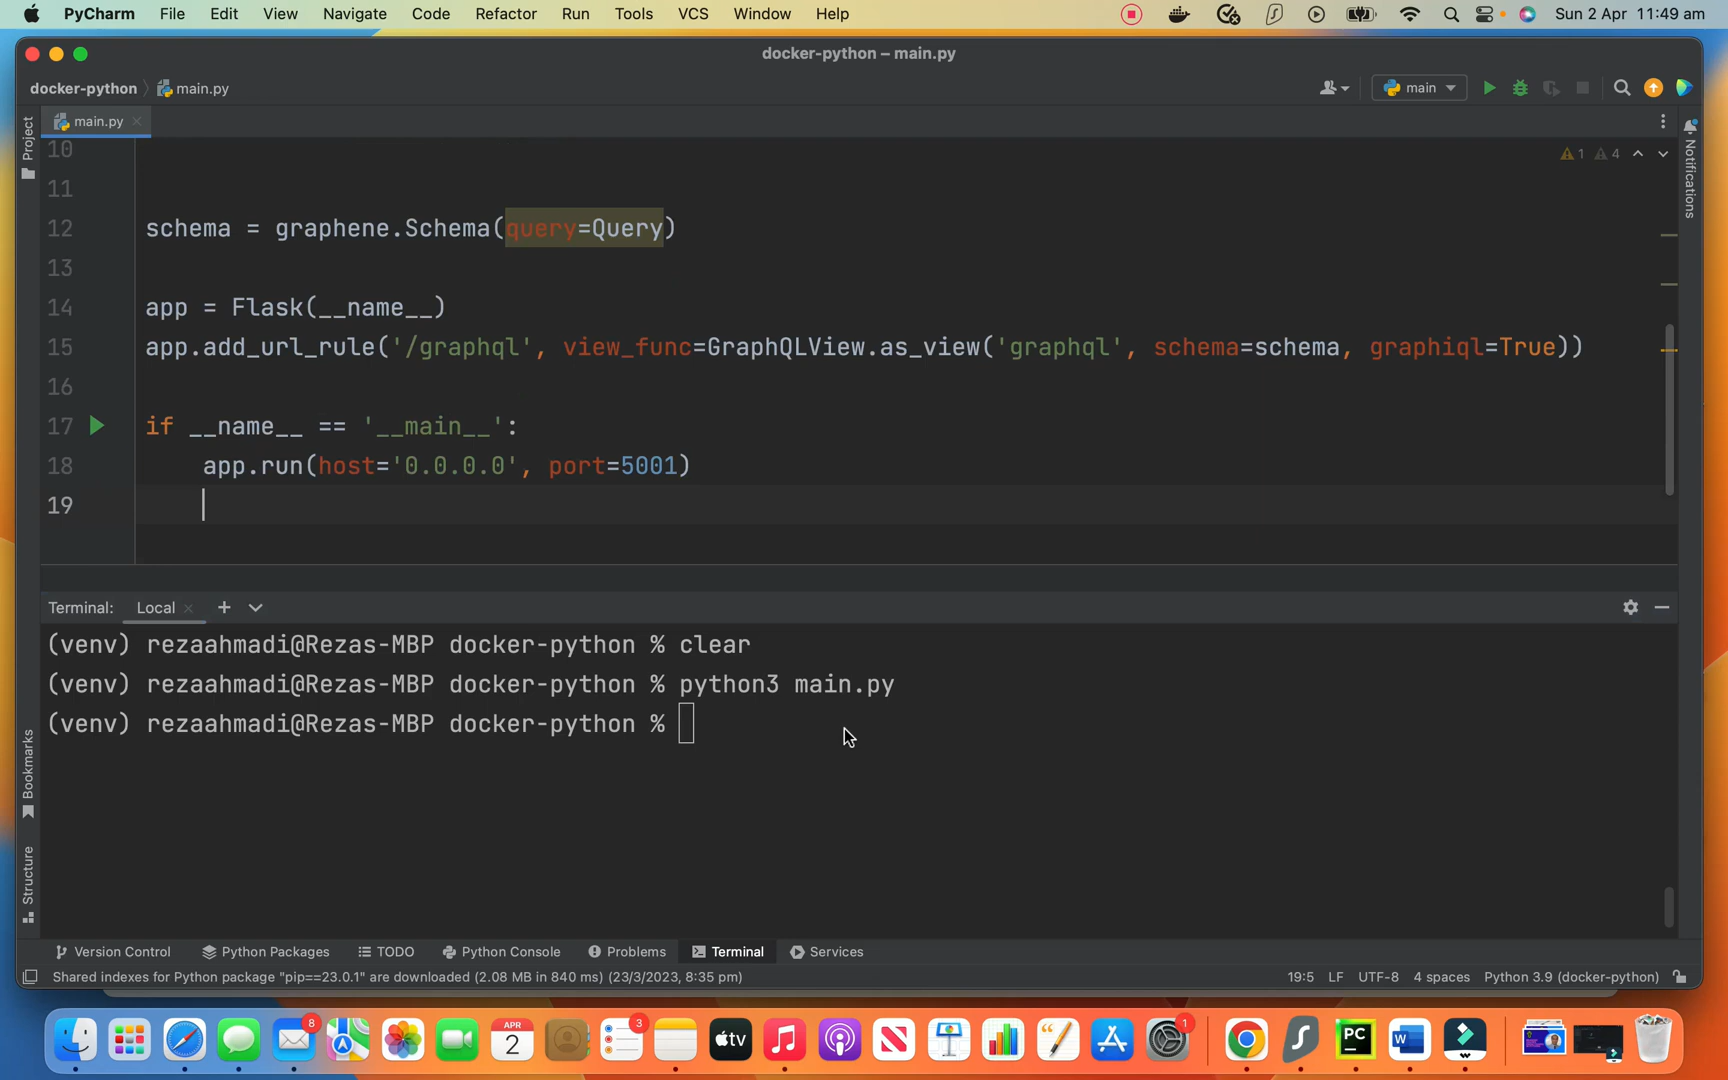 PyCharm File Edit View Navigate Code Refactor Run Tools VCS Window Help Sun 2 Apr 11:49 am
docker-python – main.py
docker-python main.py main
main.py
Project
Notifications
1 4
10
11
12 schema = graphene.Schema(query=Query)
13
14 app = Flask(__name__)
15 app.add_url_rule('/graphql', view_func=GraphQLView.as_view('graphql', schema=schema, graphiql=True))
16
17 if __name__ == '__main__':
18 app.run(host='0.0.0.0', port=5001)
19
Terminal: Local
(venv) rezaahmadi@Rezas-MBP docker-python % clear
(venv) rezaahmadi@Rezas-MBP docker-python % python3 main.py
(venv) rezaahmadi@Rezas-MBP docker-python %
Bookmarks
Structure
Version Control Python Packages TODO Python Console Problems Terminal Services
Shared indexes for Python package "pip==23.0.1" are downloaded (2.08 MB in 840 ms) (23/3/2023, 8:35 pm) 19:5 LF UTF-8 4 spaces Python 3.9 (docker-python)
8 APR 2 3 tv 1 PC W